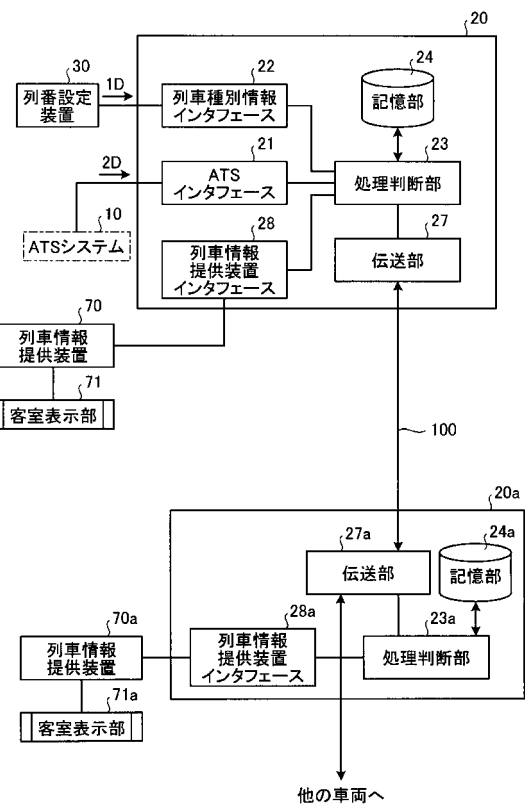 20
30
1D
22
24
列番設定
装置
列車種別情報
インタフェース
記憶部
21
23
2D
ATS
インタフェース
処理判断部
10
ATSシステム
28
27
列車情報
提供装置
インタフェース
伝送部
70
列車情報
提供装置
71
客室表示部
100
20a
27a
24a
伝送部
記憶部
28a
23a
70a
列車情報
提供装置
列車情報
提供装置
インタフェース
処理判断部
71a
客室表示部
他の車両へ